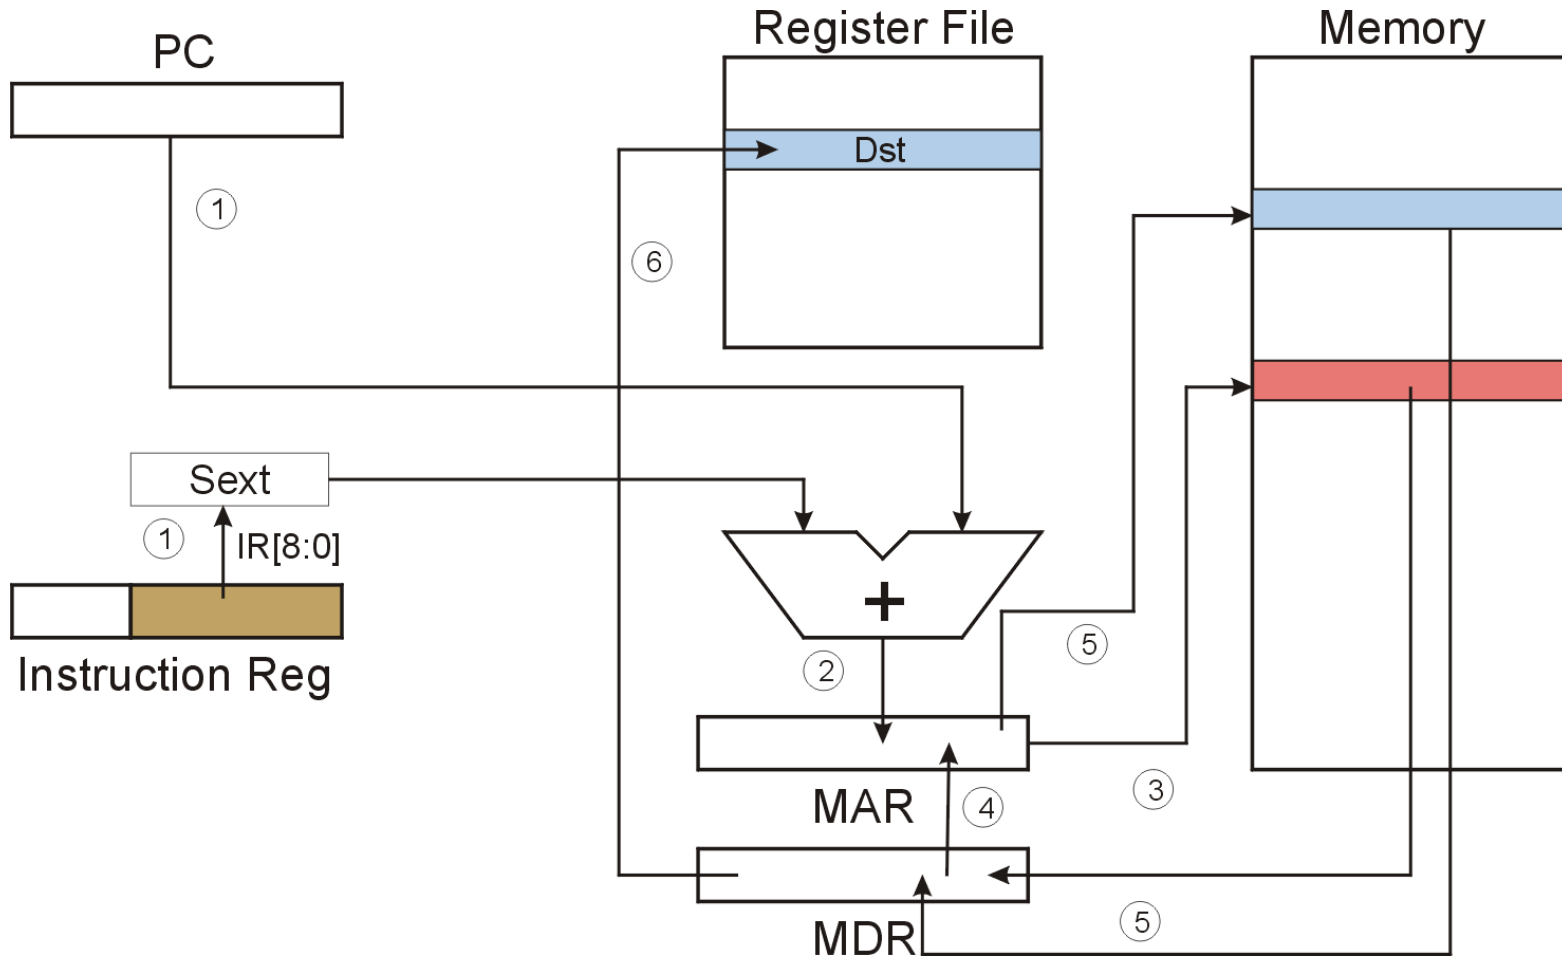 PC
Register File
Memory
Dst
1
6
Sext
1
IR[8:0]
+
Instruction Reg
2
5
3
MAR
4
MDR
5